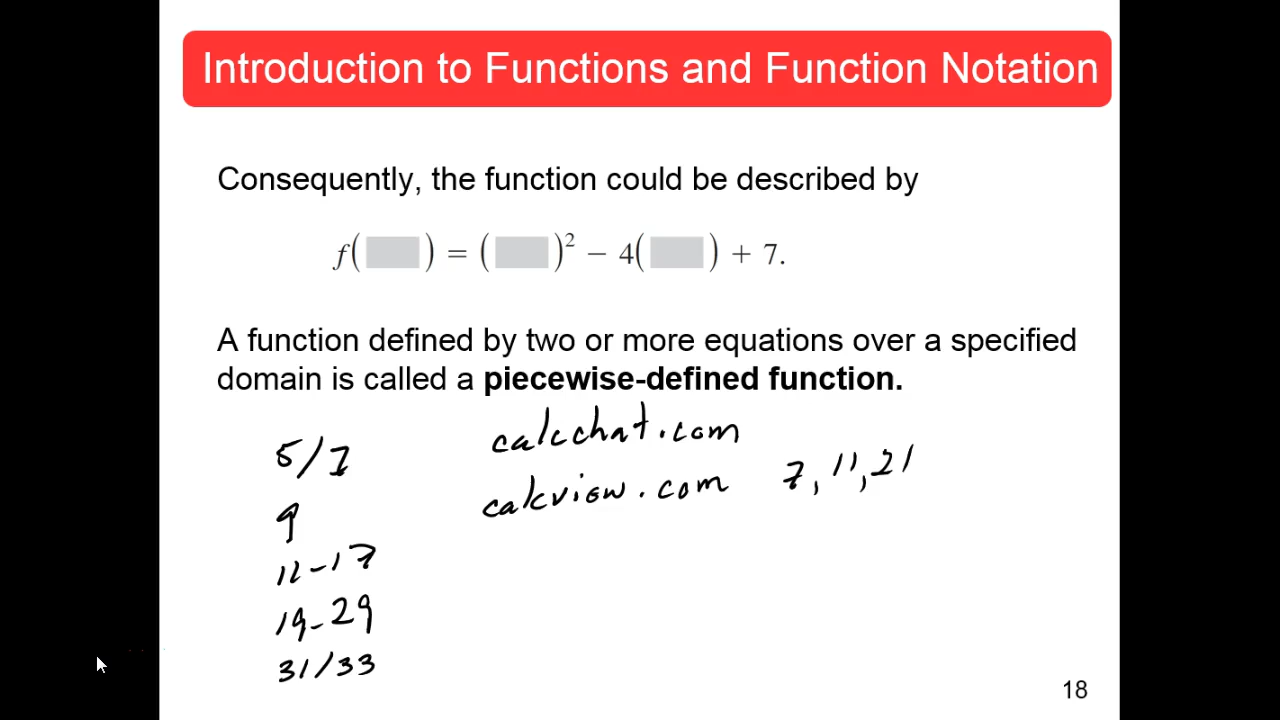 Introduction to Functions and Function Notation
Consequently, the function could be described by
f( ) = ( )² − 4( ) + 7.
A function defined by two or more equations over a specified
domain is called a piecewise-defined function.
5/7
calcchat.com
calcview.com 7, 11, 21
9
11-17
19-29
31/33
18